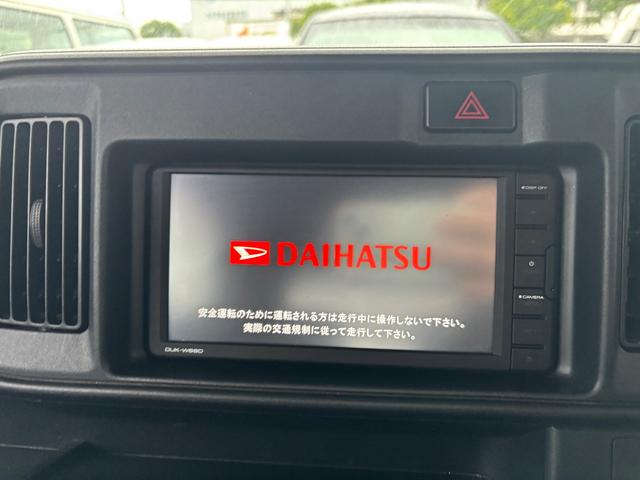 DISP OFF
DAIHATSU
CAMERA
安全運転のために運転される方は走行中に操作しないで下さい。
実際の交通規制に従って走行して下さい。
DUK-W68D